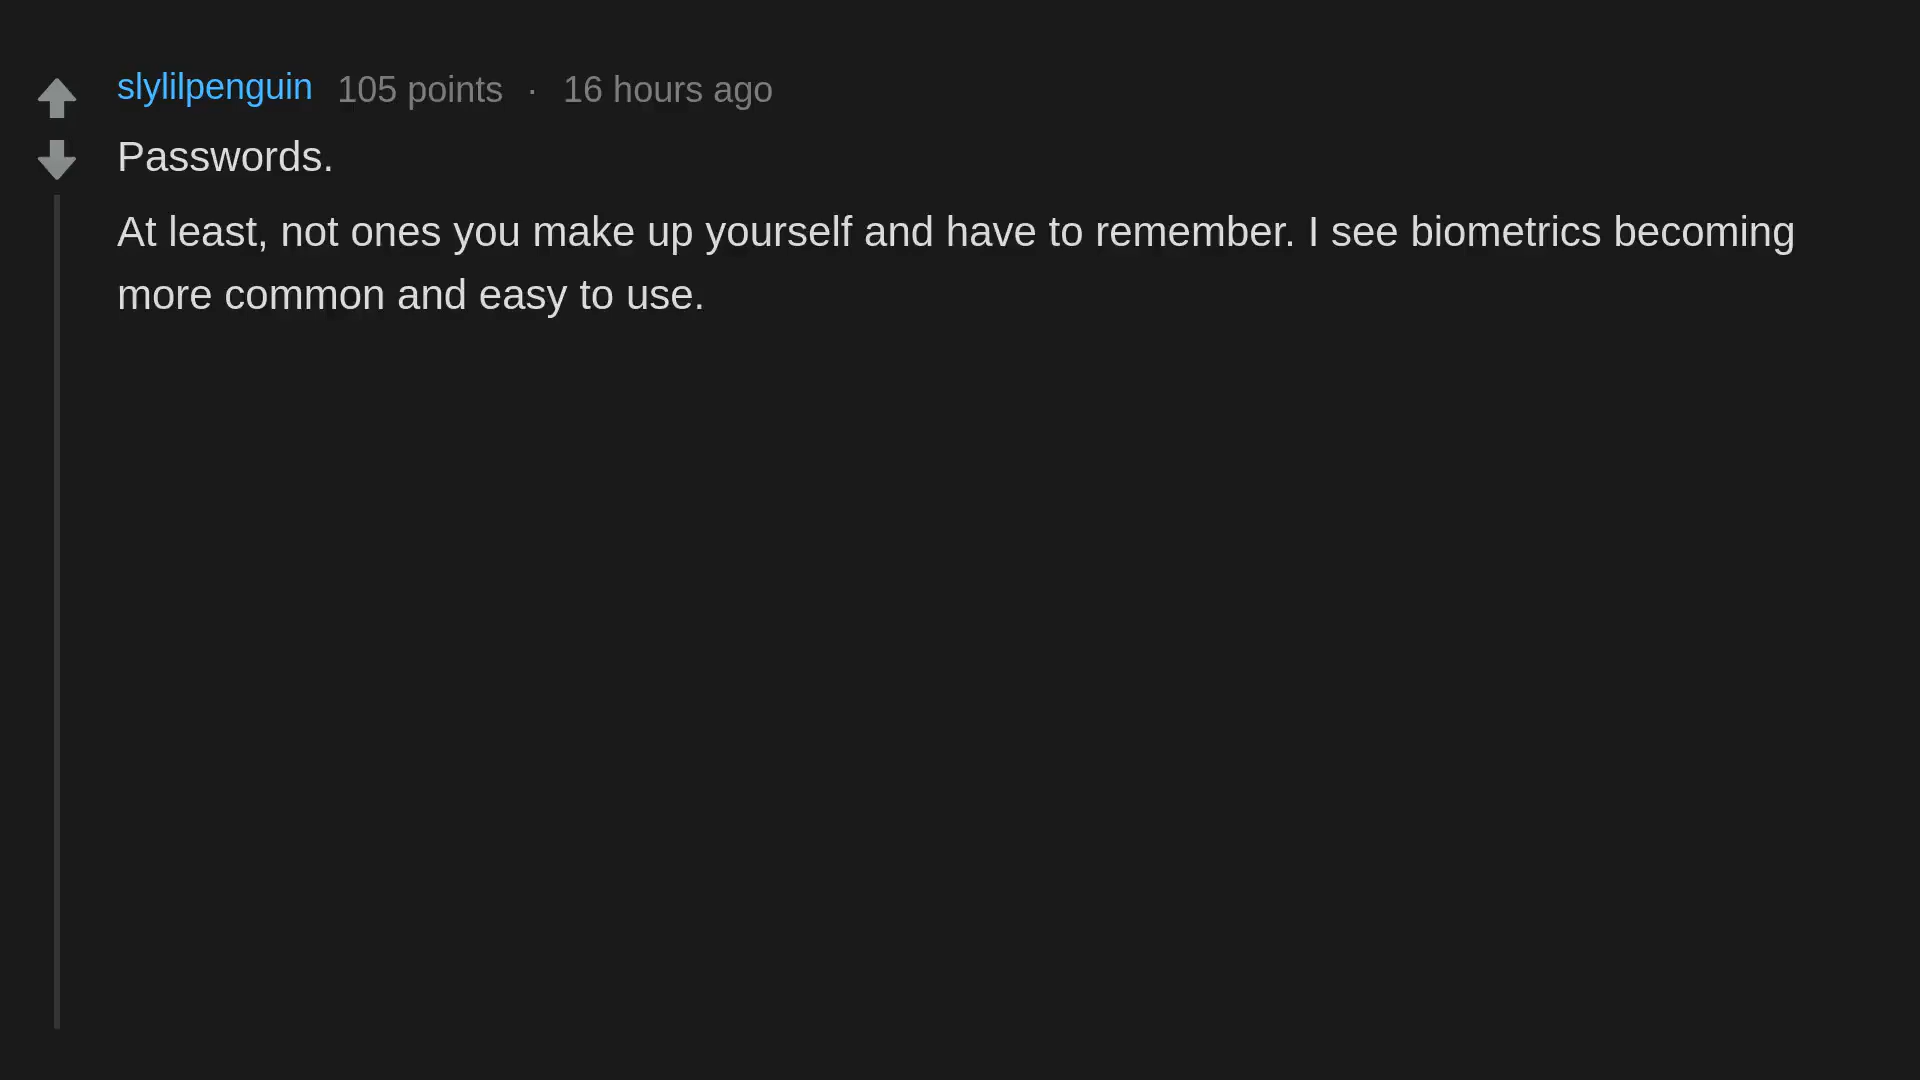 slylilpenguin 105 points · 16 hours ago
Passwords.
At least, not ones you make up yourself and have to remember. I see biometrics becoming
more common and easy to use.